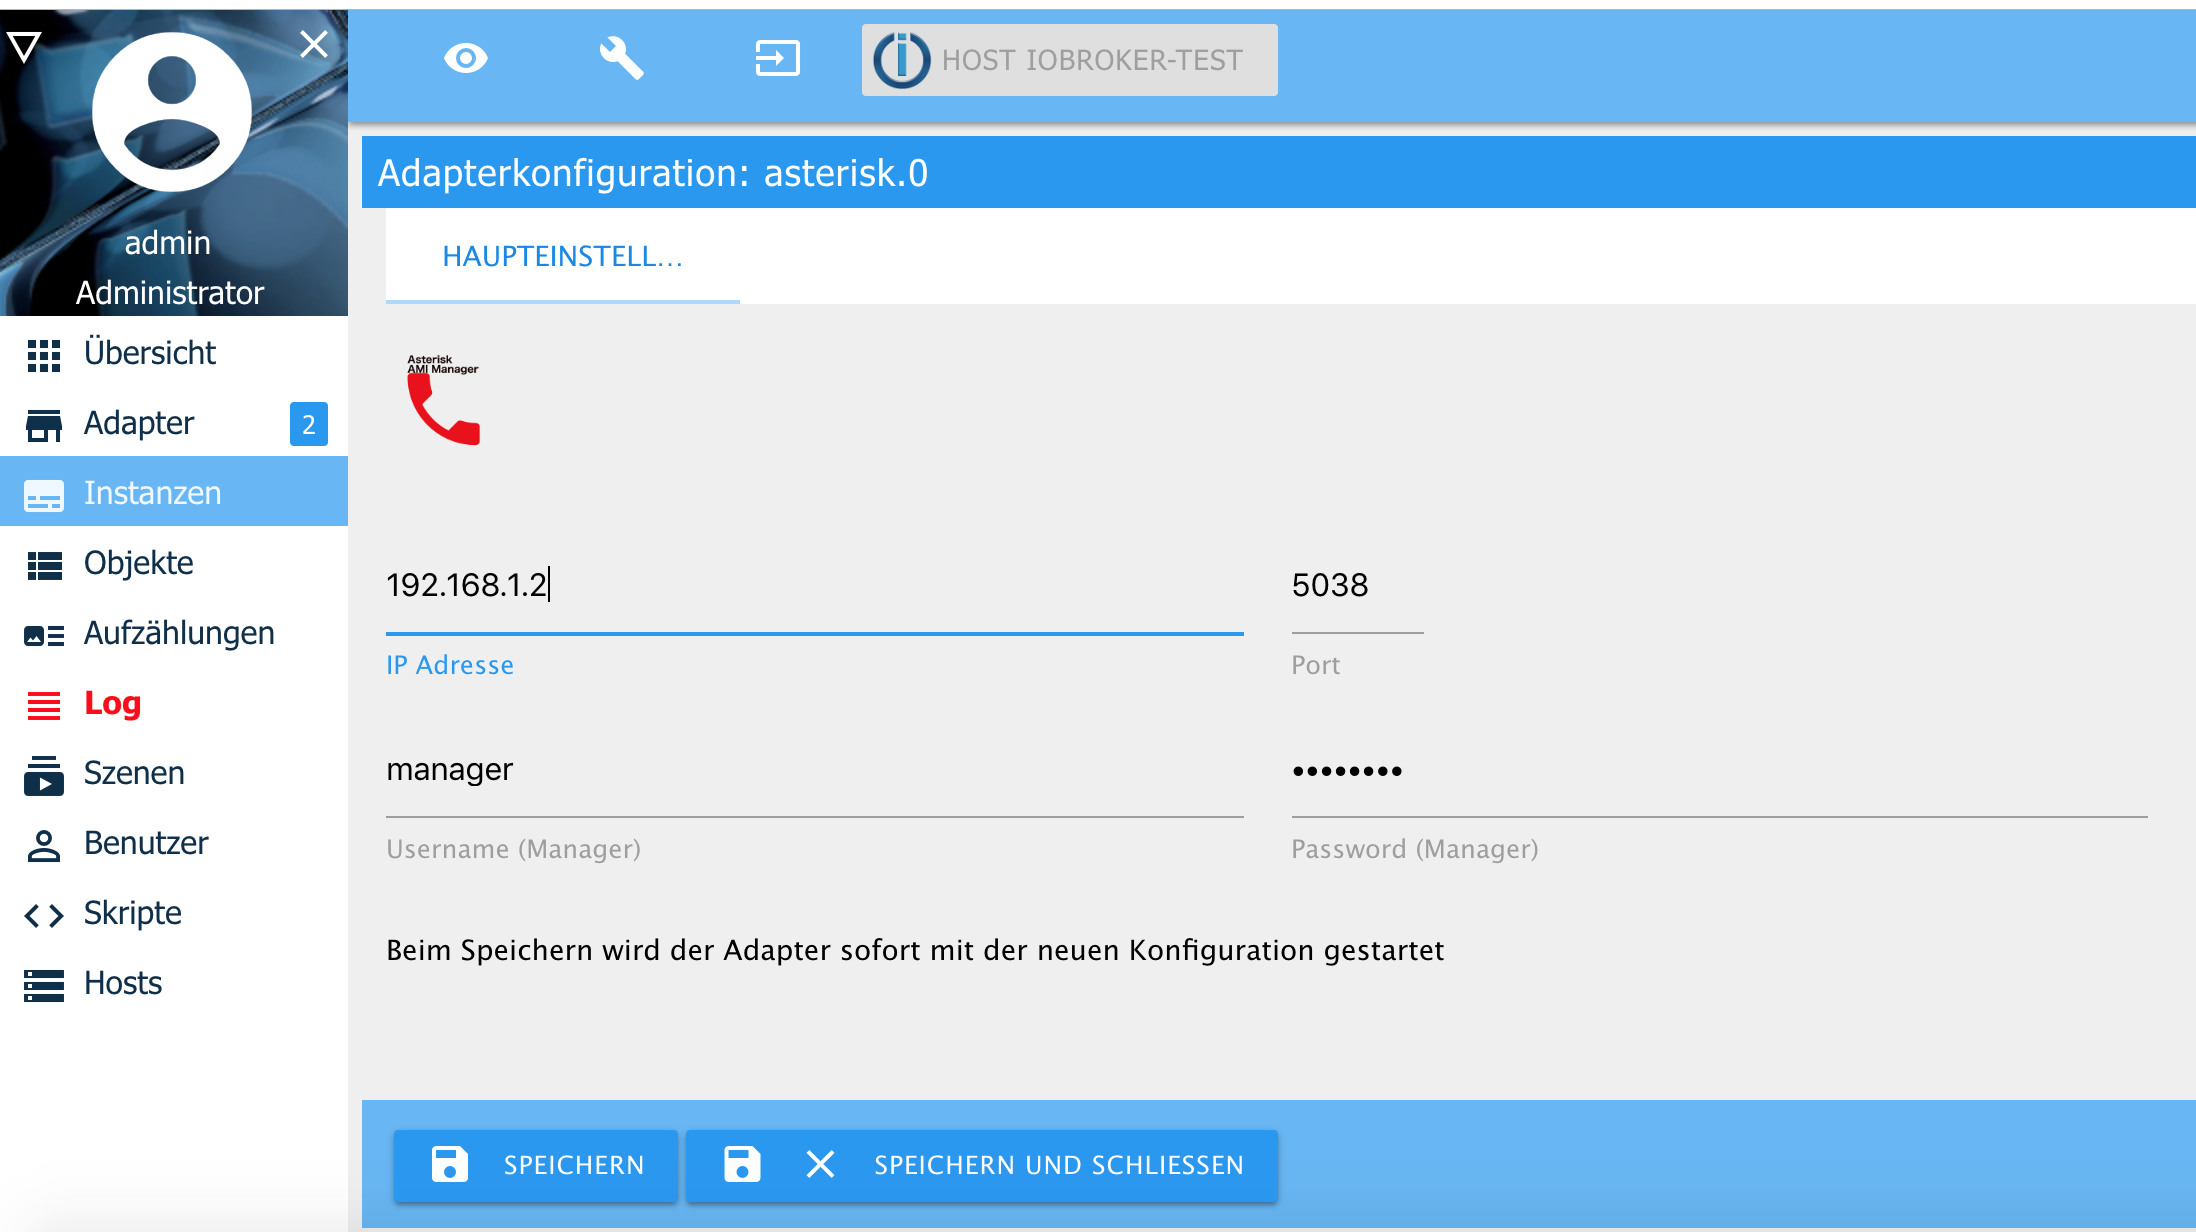 admin
Administrator
Übersicht
Adapter
2
Instanzen
Objekte
Aufzählungen
Log
Szenen
Benutzer
Skripte
Hosts
HOST IOBROKER-TEST
Adapterkonfiguration: asterisk.0
HAUPTEINSTELL...
Asterisk
AMI Manager
192.168.1.2
5038
IP Adresse
Port
manager
••••••••
Username (Manager)
Password (Manager)
Beim Speichern wird der Adapter sofort mit der neuen Konfiguration gestartet
SPEICHERN
SPEICHERN UND SCHLIESSEN